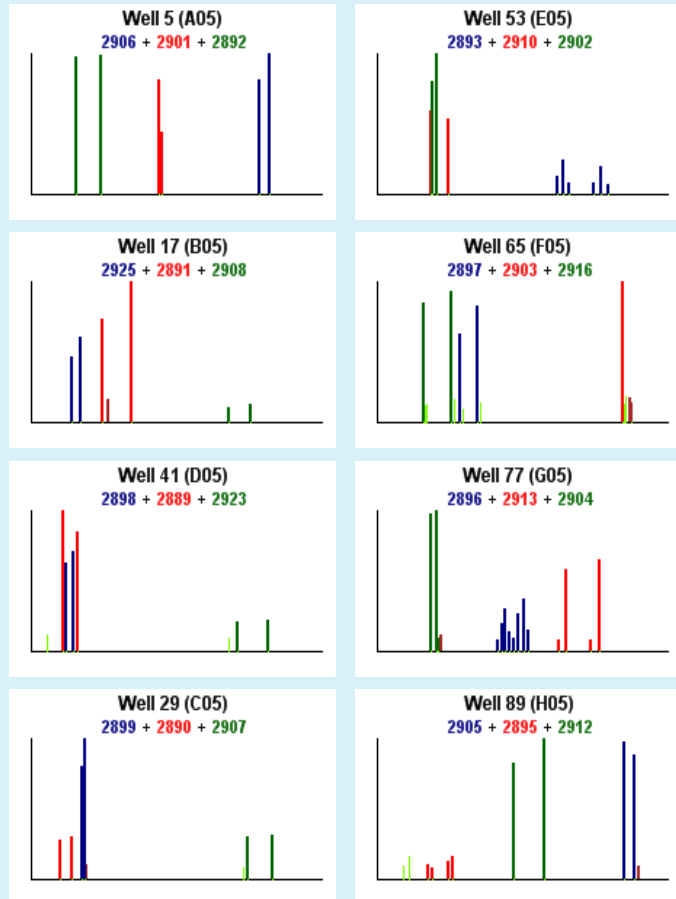 Well 5 (A05)
2906 + 2901 + 2892
Well 53 (E05)
2893 + 2910 + 2902
Well 17 (B05)
2925 + 2891 + 2908
Well 65 (F05)
2897 + 2903 + 2916
Well 41 (D05)
2898 + 2889 + 2923
Well 77 (G05)
2896 + 2913 + 2904
Well 29 (C05)
2899 + 2890 + 2907
Well 89 (H05)
2905 + 2895 + 2912